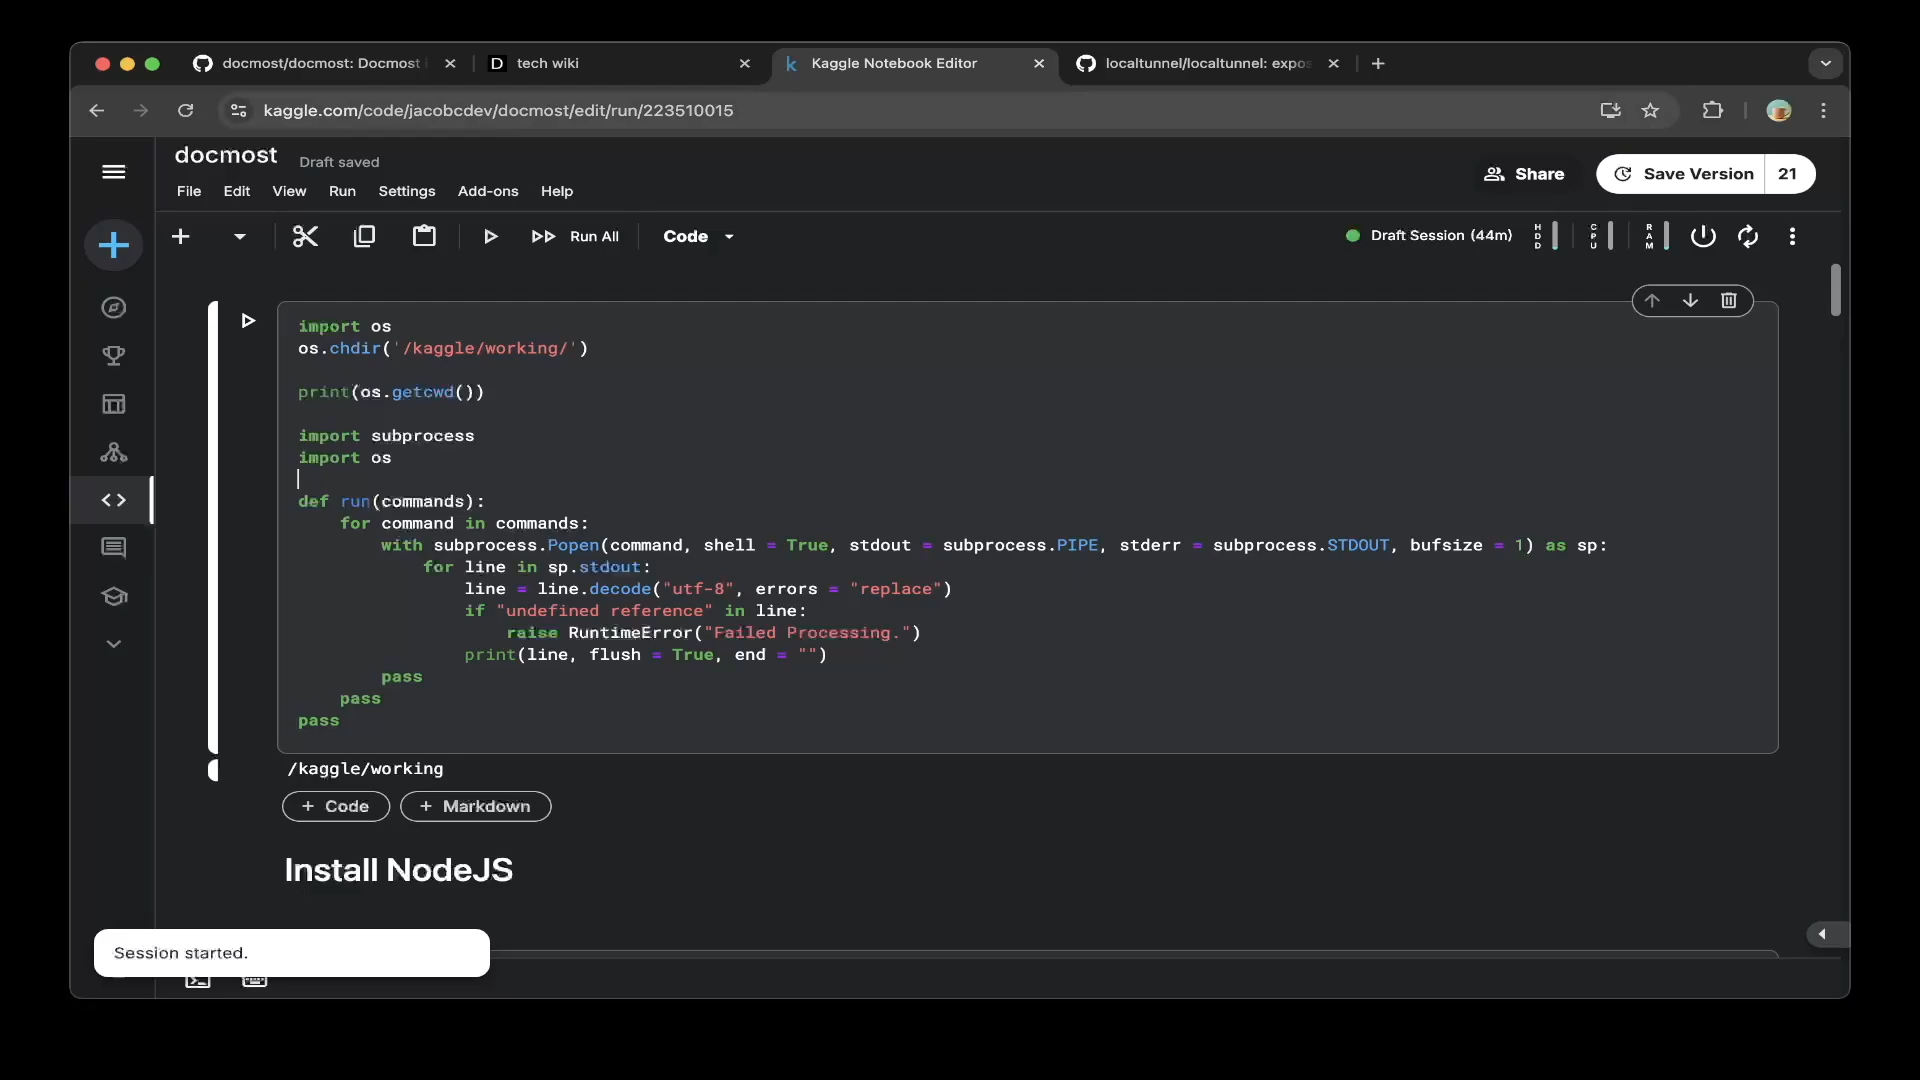 docmost/docmost: Docmost
tech wiki
Kaggle Notebook Editor
localtunnel/localtunnel: expos
kaggle.com/code/jacobcdev/docmost/edit/run/223510015
docmost
Draft saved
File Edit View Run Settings Add-ons Help
Share
Save Version 21
Run All
Code
Draft Session (44m)
HDD
CPU
RAM
import os
os.chdir('/kaggle/working/')
print(os.getcwd())
import subprocess
import os
def run(commands):
    for command in commands:
        with subprocess.Popen(command, shell = True, stdout = subprocess.PIPE, stderr = subprocess.STDOUT, bufsize = 1) as sp:
            for line in sp.stdout:
                line = line.decode("utf-8", errors = "replace")
                if "undefined reference" in line:
                    raise RuntimeError("Failed Processing.")
                print(line, flush = True, end = "")
        pass
    pass
pass
/kaggle/working
+ Code
+ Markdown
Install NodeJS
Session started.